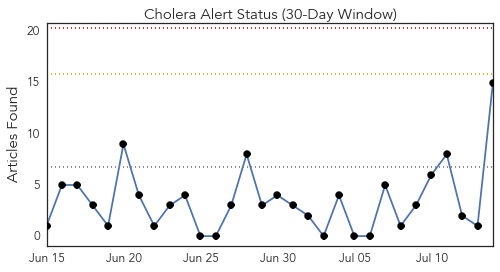 Cholera Alert Status (30-Day Window)
20
15
10
5
0
Articles Found
Jun 15 Jun 20 Jun 25 Jun 30 Jul 05 Jul 10